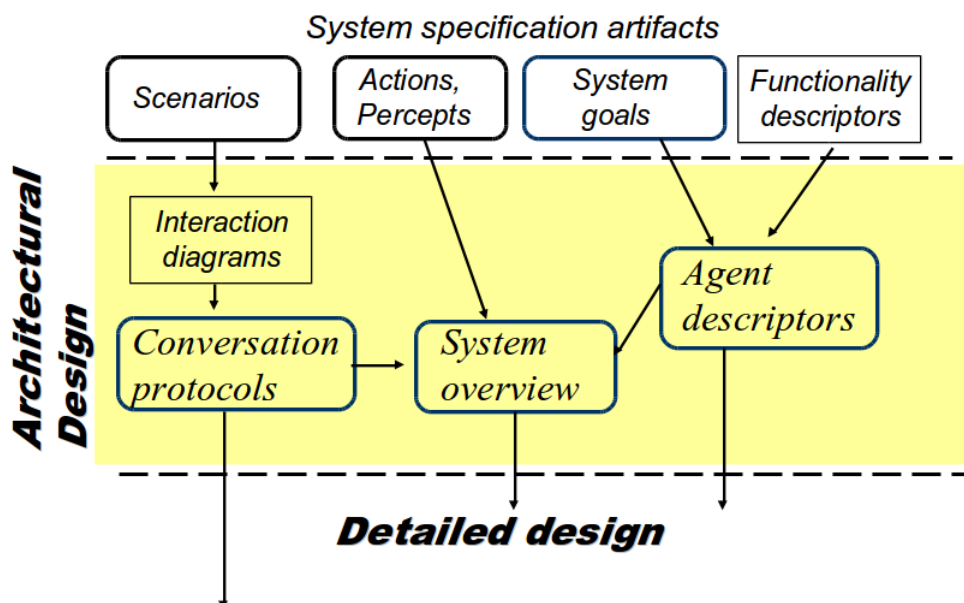 System specification artifacts
Scenarios
Actions,
Percepts
System
goals
Functionality
descriptors
Architectural
Design
Interaction
diagrams
Agent
descriptors
Conversation
protocols
System
overview
Detailed design